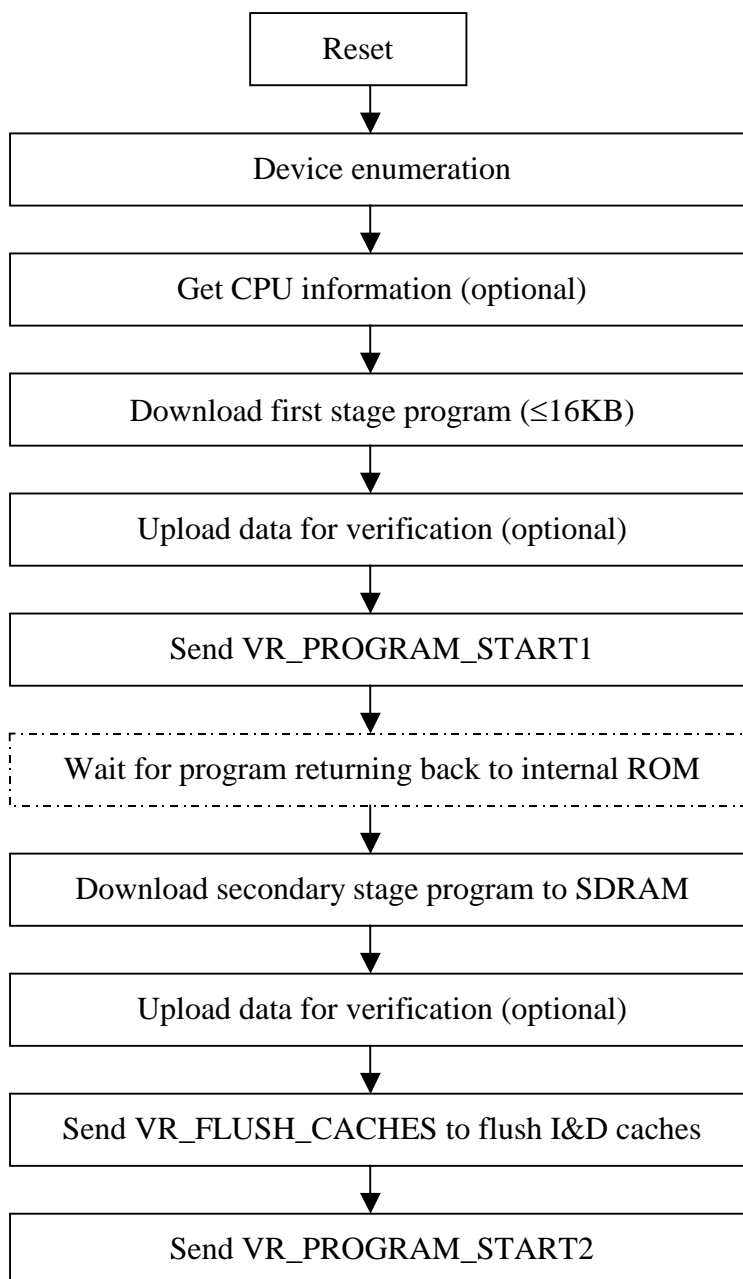 Reset
Device enumeration
Get CPU information (optional)
Download first stage program (≤16KB)
Upload data for verification (optional)
Send VR_PROGRAM_START1
Wait for program returning back to internal ROM
Download secondary stage program to SDRAM
Upload data for verification (optional)
Send VR_FLUSH_CACHES to flush I&D caches
Send VR_PROGRAM_START2